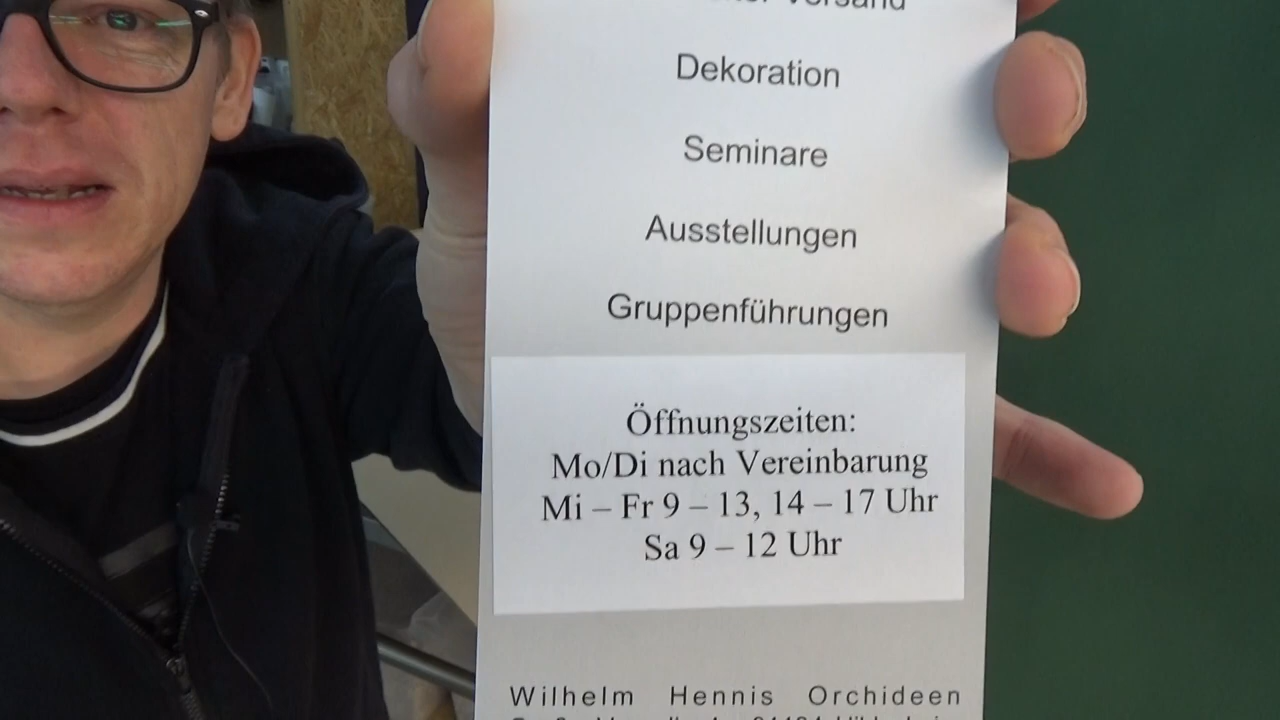 Versand
Dekoration
Seminare
Ausstellungen
Gruppenführungen
Öffnungszeiten:
Mo/Di nach Vereinbarung
Mi – Fr 9 – 13, 14 – 17 Uhr
Sa 9 – 12 Uhr
Wilhelm Hennis Orchideen